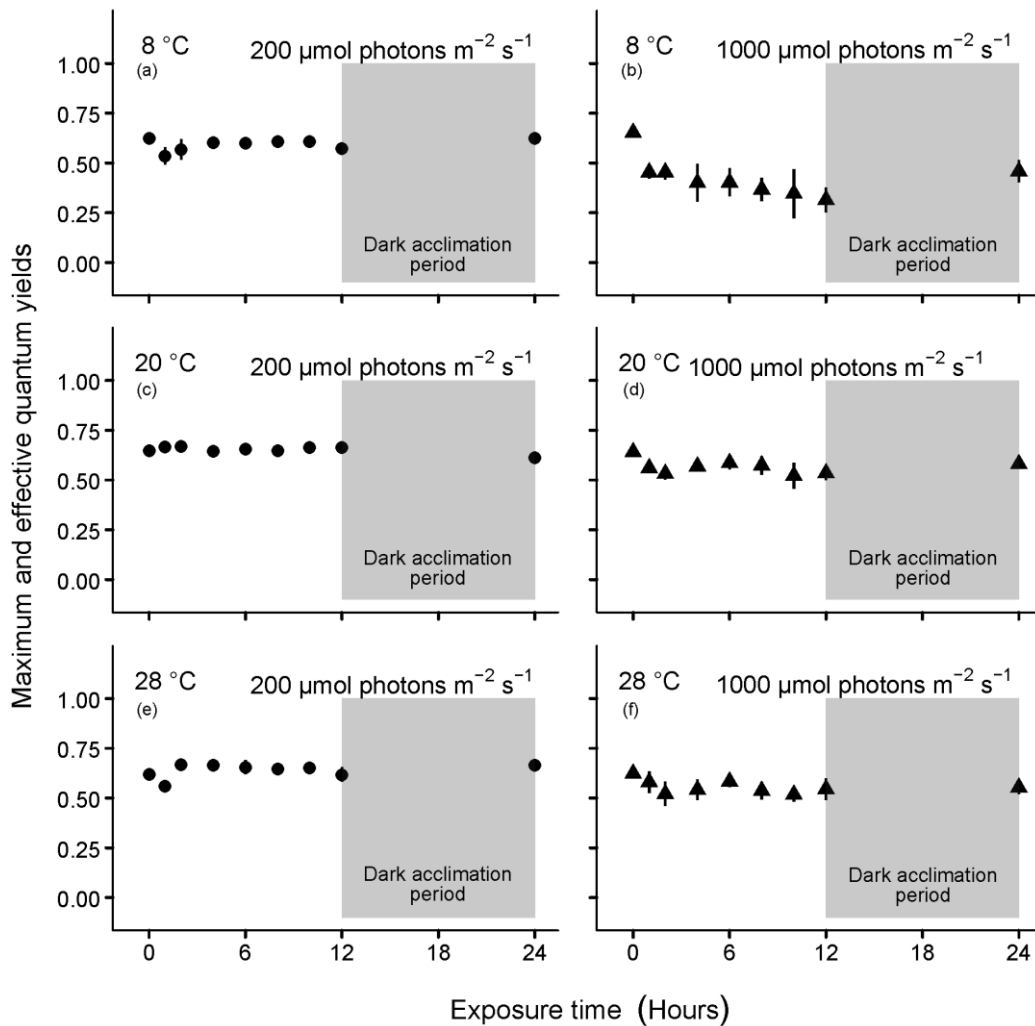 Maximum and effective quantum yields
8 °C
200 µmol photons m−2 s−1
(a)
1.00
0.75
0.50
0.25
0.00
Dark acclimation
period
8 °C
1000 µmol photons m−2 s−1
(b)
Dark acclimation
period
20 °C
200 µmol photons m−2 s−1
(c)
1.00
0.75
0.50
0.25
0.00
Dark acclimation
period
20 °C
1000 µmol photons m−2 s−1
(d)
Dark acclimation
period
28 °C
200 µmol photons m−2 s−1
(e)
1.00
0.75
0.50
0.25
0.00
Dark acclimation
period
0 6 12 18 24
28 °C
1000 µmol photons m−2 s−1
(f)
Dark acclimation
period
0 6 12 18 24
Exposure time (Hours)